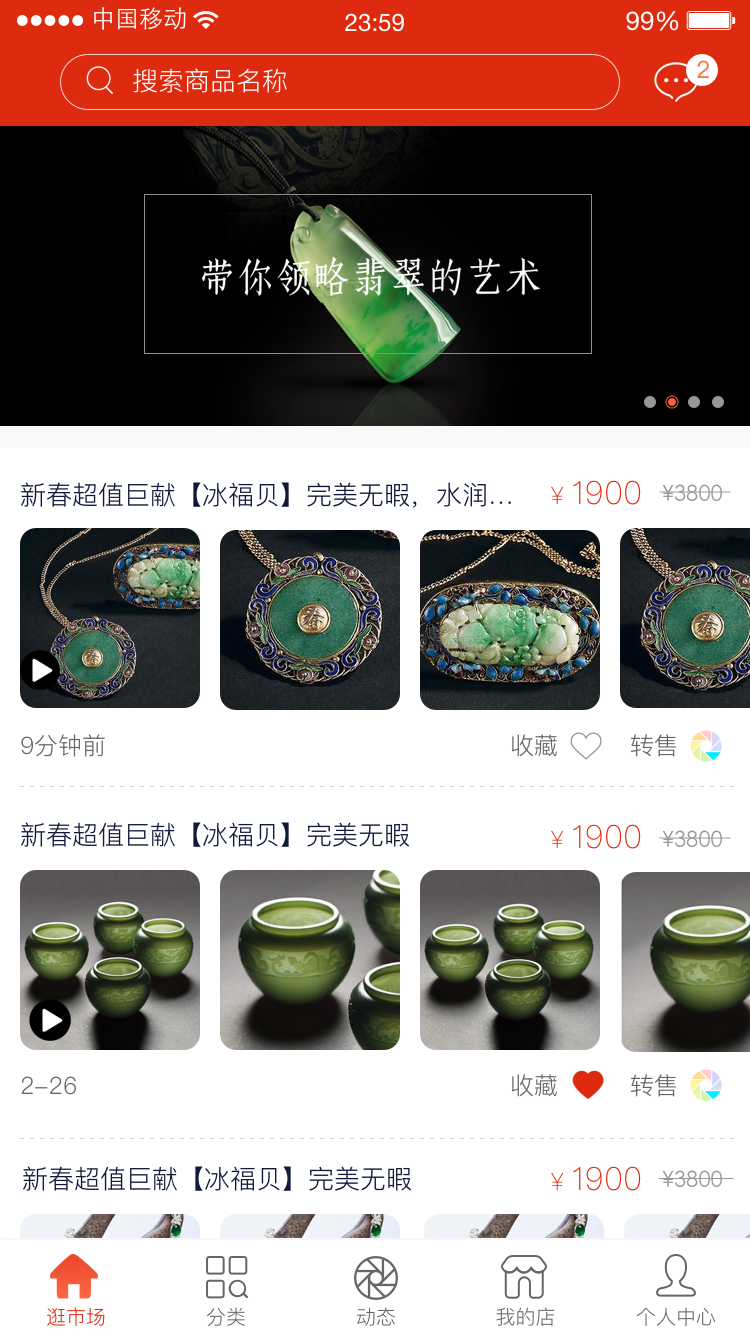 中国移动 23:59 99%
搜索商品名称 2
带你领略翡翠的艺术
新春超值巨献【冰福贝】完美无暇，水润... ¥ 1900 ¥3800
9分钟前 收藏 转售
新春超值巨献【冰福贝】完美无暇 ¥ 1900 ¥3800
2-26 收藏 转售
新春超值巨献【冰福贝】完美无暇 ¥ 1900 ¥3800
逛市场 分类 动态 我的店 个人中心